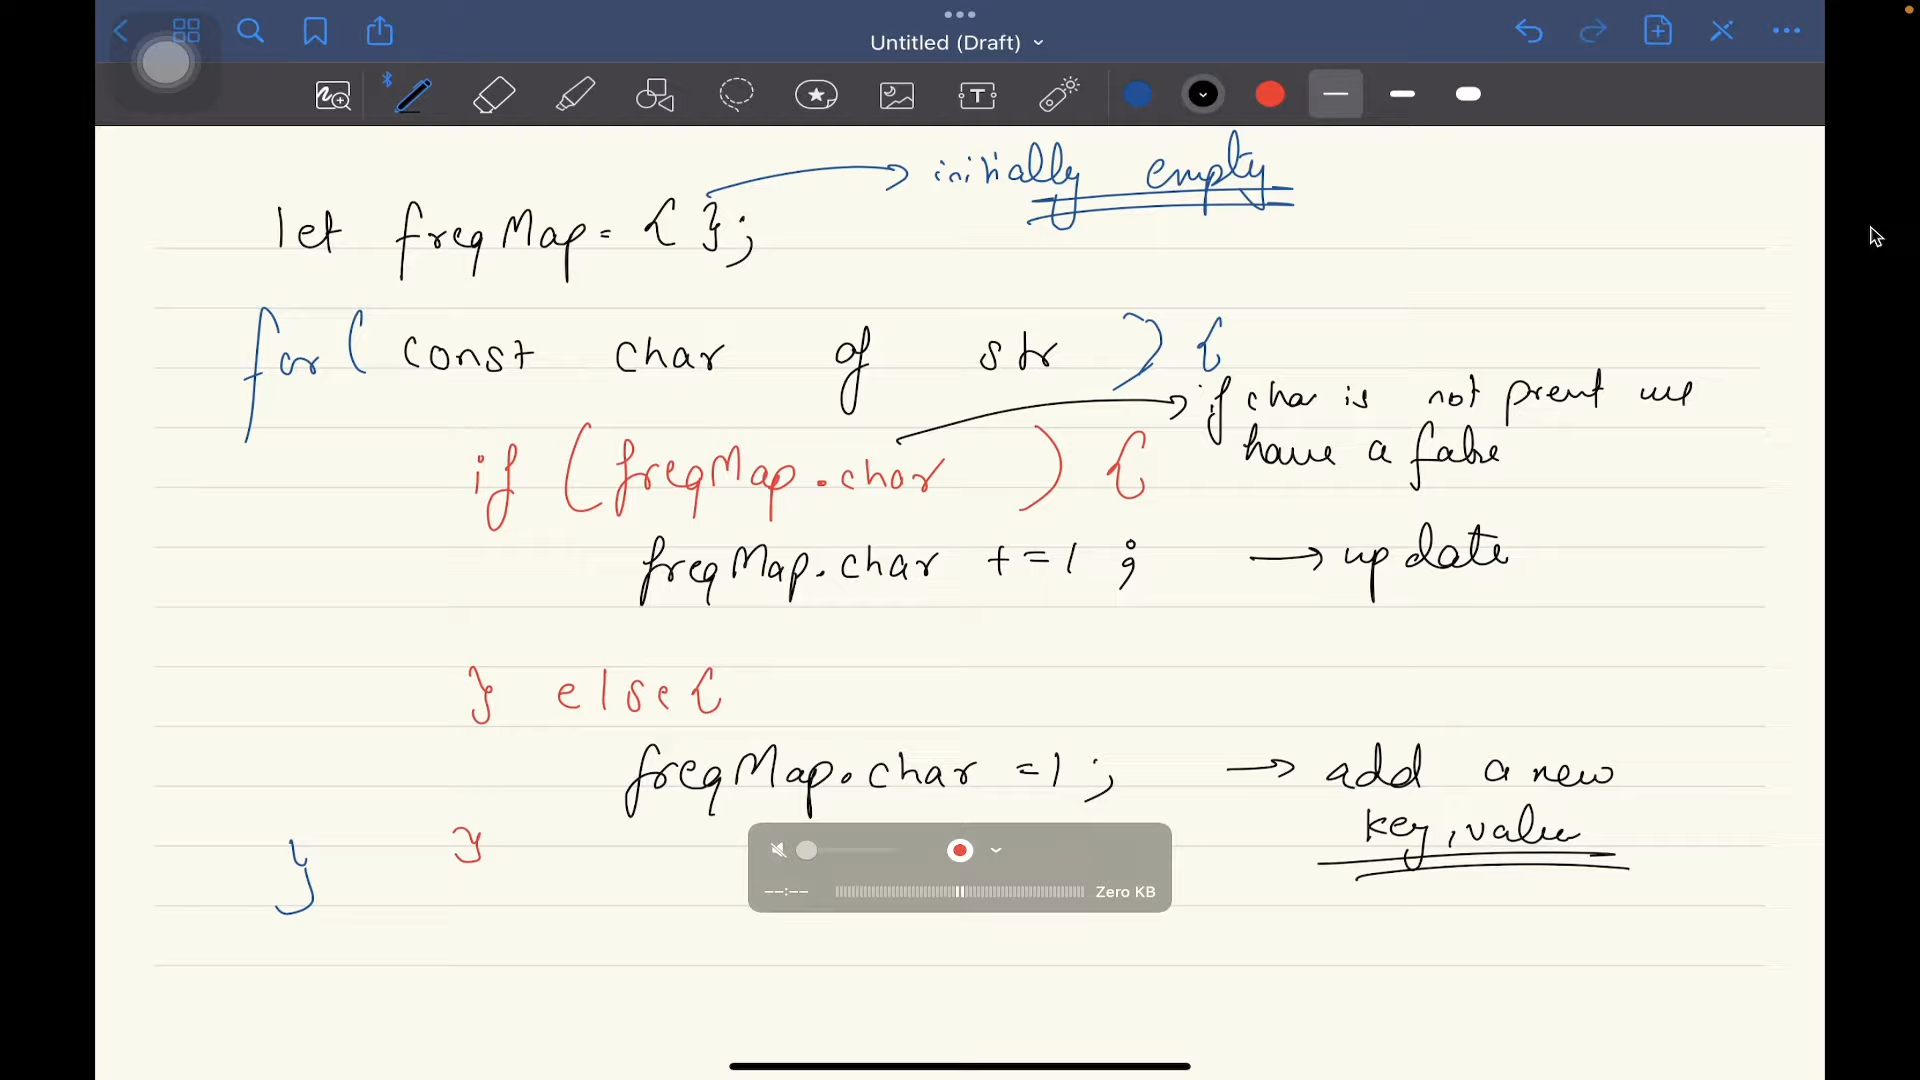 Untitled (Draft)
initially empty
let freqMap = { };
for ( const char of str ) {
if char is not prent we
have a false
if (freqMap.char ) {
freqMap.char += 1 ; → update
} else {
freqMap.char = 1 ; → add a new
key, value
}
}
--:-- Zero KB